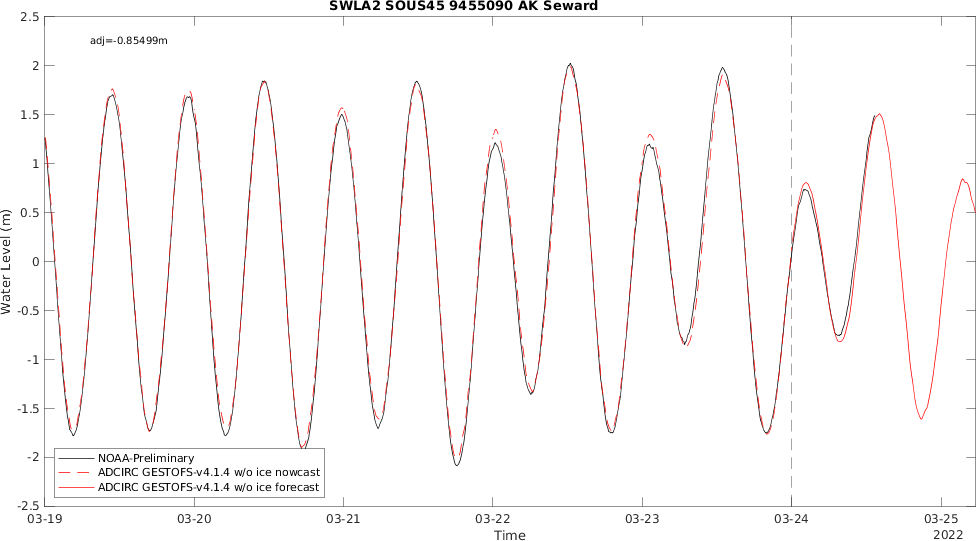 SWLA2 SOUS45 9455090 AK Seward
adj=-0.85499m
2.5
2
1.5
1
0.5
0
-0.5
-1
-1.5
-2
-2.5
Water Level (m)
NOAA-Preliminary
ADCIRC GESTOFS-v4.1.4 w/o ice nowcast
ADCIRC GESTOFS-v4.1.4 w/o ice forecast
03-19 03-20 03-21 03-22 03-23 03-24 03-25
Time
2022